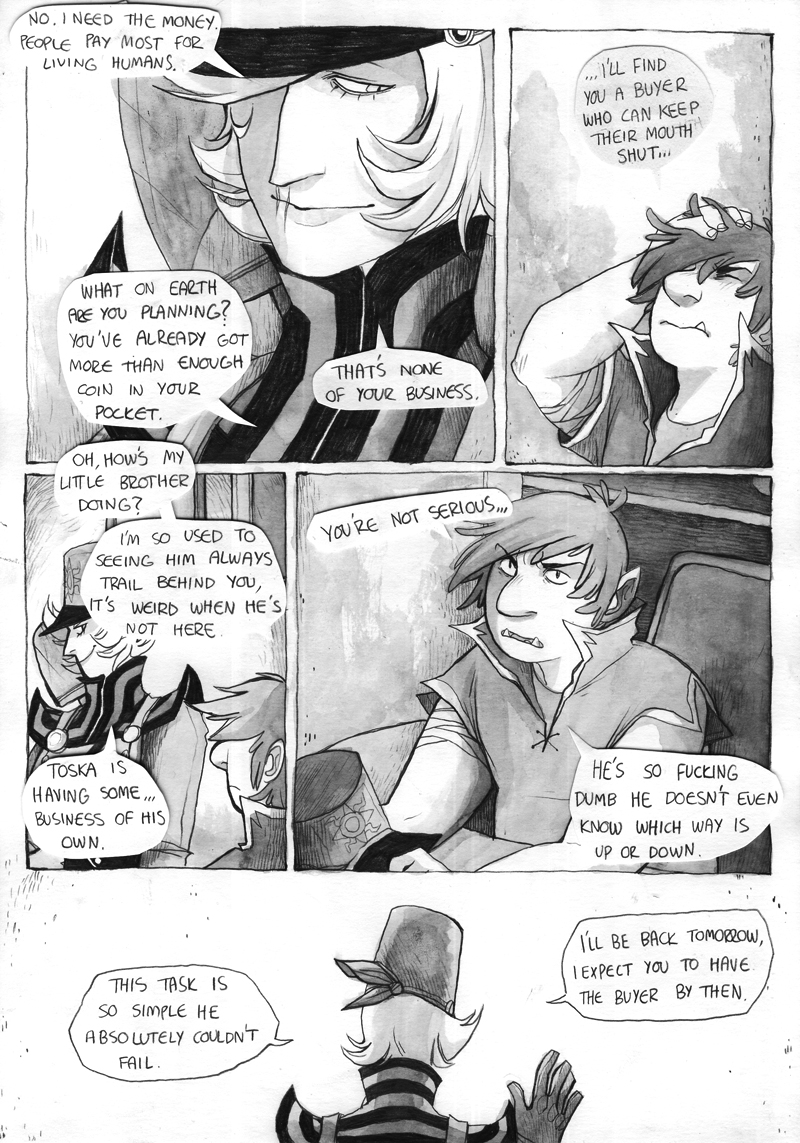 NO. I NEED THE MONEY.
PEOPLE PAY MOST FOR
LIVING HUMANS.
WHAT ON EARTH
ARE YOU PLANNING?
YOU'VE ALREADY GOT
MORE THAN ENOUGH
COIN IN YOUR
POCKET.
THAT'S NONE
OF YOUR BUSINESS.
...I'LL FIND
YOU A BUYER
WHO CAN KEEP
THEIR MOUTH
SHUT...
OH, HOW'S MY
LITTLE BROTHER
DOING?
I'M SO USED TO
SEEING HIM ALWAYS
TRAIL BEHIND YOU,
IT'S WEIRD WHEN HE'S
NOT HERE.
TOSKA IS
HAVING SOME...
BUSINESS OF HIS
OWN.
YOU'RE NOT SERIOUS...
HE'S SO FUCKING
DUMB HE DOESN'T EVEN
KNOW WHICH WAY IS
UP OR DOWN.
THIS TASK IS
SO SIMPLE HE
ABSOLUTELY COULDN'T
FAIL.
I'LL BE BACK TOMORROW,
I EXPECT YOU TO HAVE
THE BUYER BY THEN.